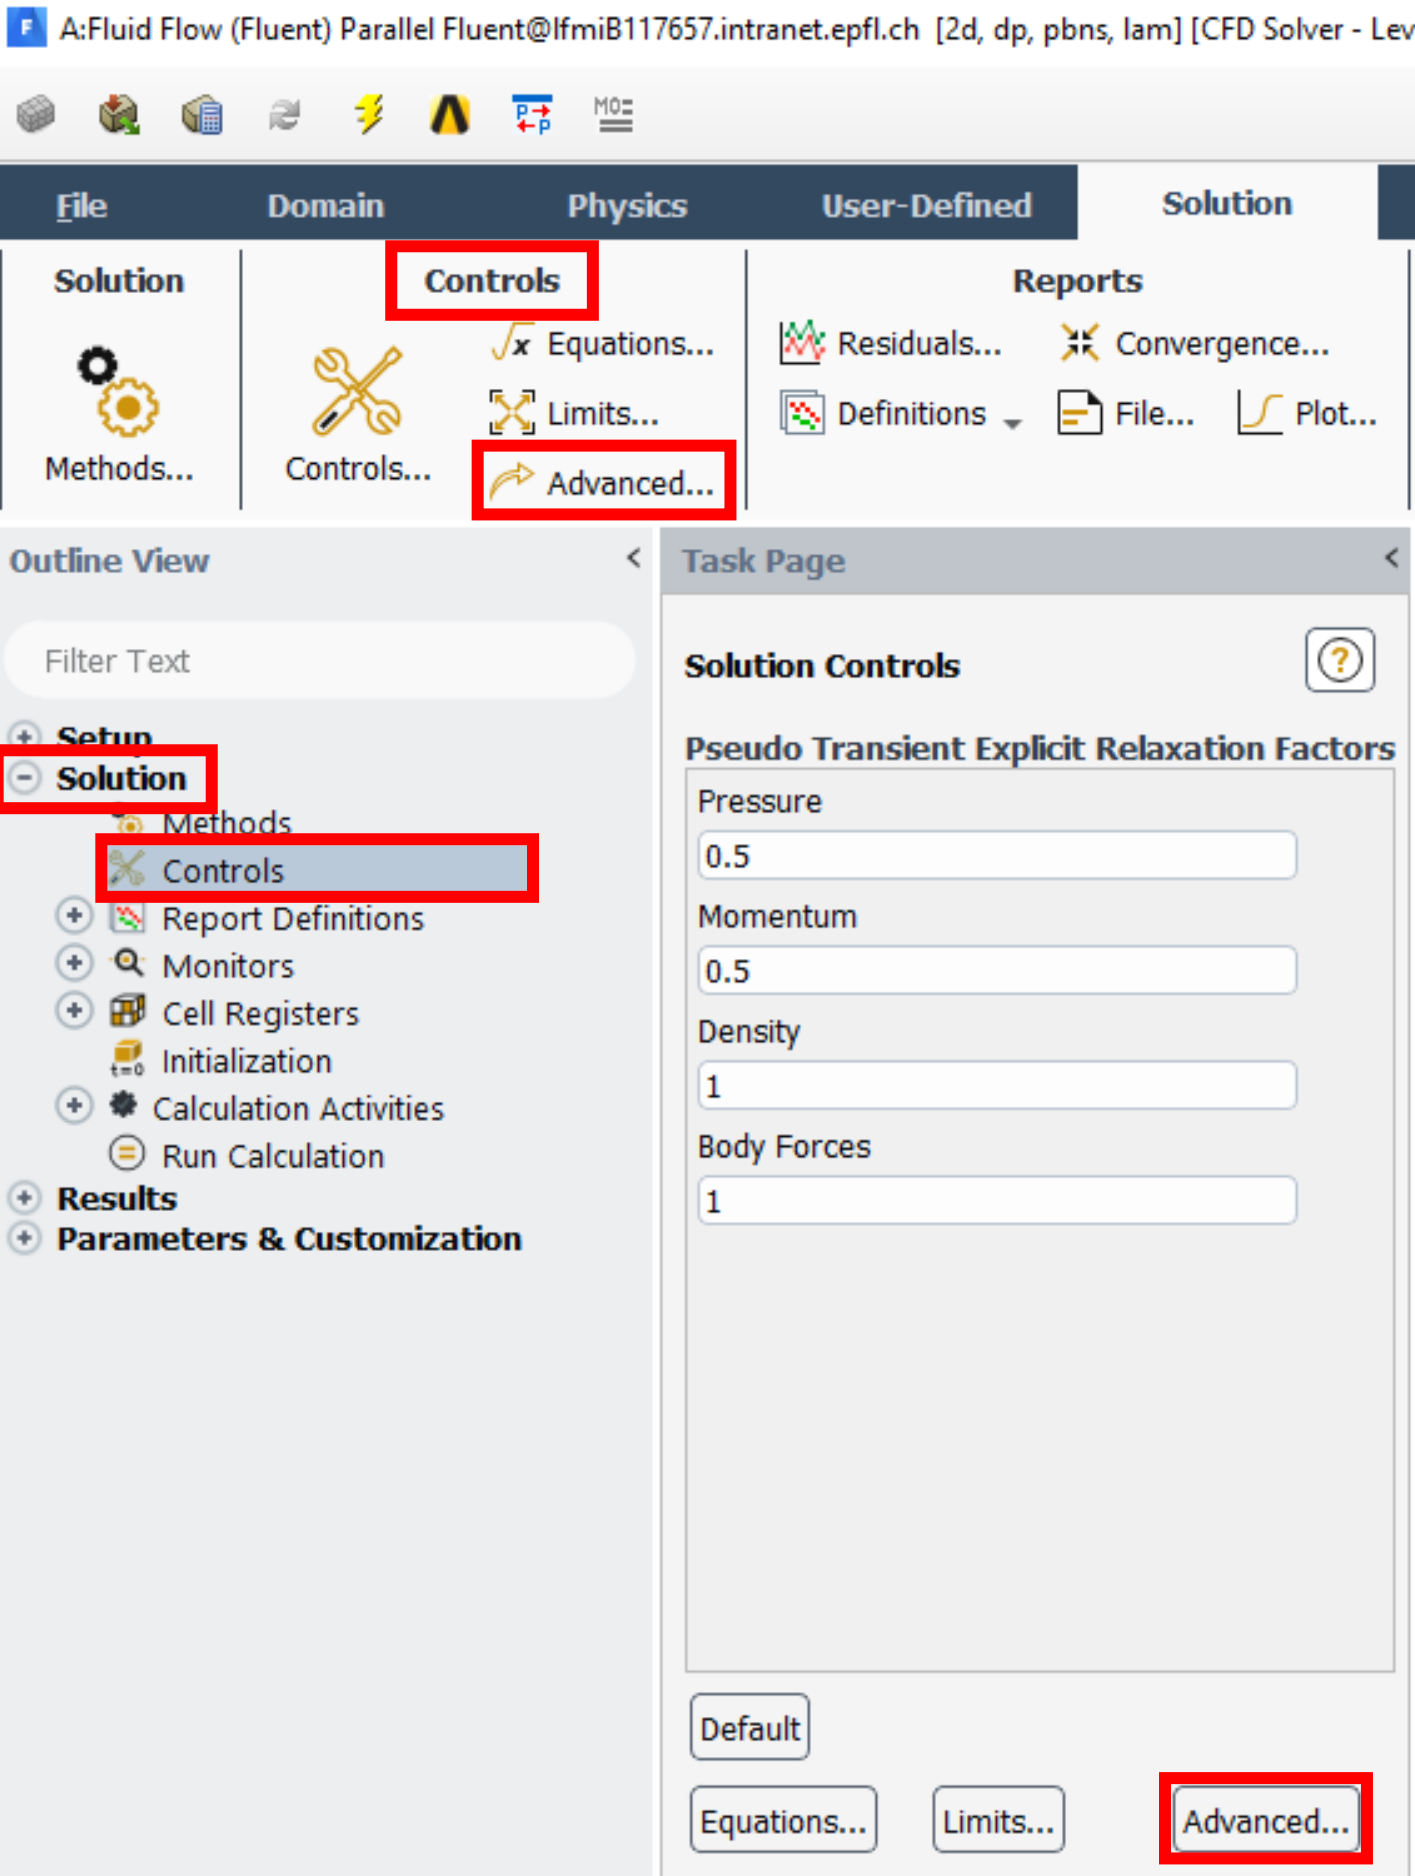 F A:Fluid Flow (Fluent) Parallel Fluent@lfmiB117657.intranet.epfl.ch [2d, dp, pbns, lam] [CFD Solver - Lev
P P MO=
File Domain Physics User-Defined Solution
Solution Controls Reports
Equations... Residuals... Convergence...
Limits... Definitions File... Plot...
Methods... Controls... Advanced...
Outline View < Task Page <
Filter Text
Solution Controls ?
Setup
Pseudo Transient Explicit Relaxation Factors
Solution
Pressure
Methods
0.5
Controls
Momentum
Report Definitions
0.5
Monitors
Cell Registers
Density
t=0 Initialization
1
Calculation Activities
Body Forces
Run Calculation
1
Results
Parameters & Customization
Default
Equations... Limits... Advanced...